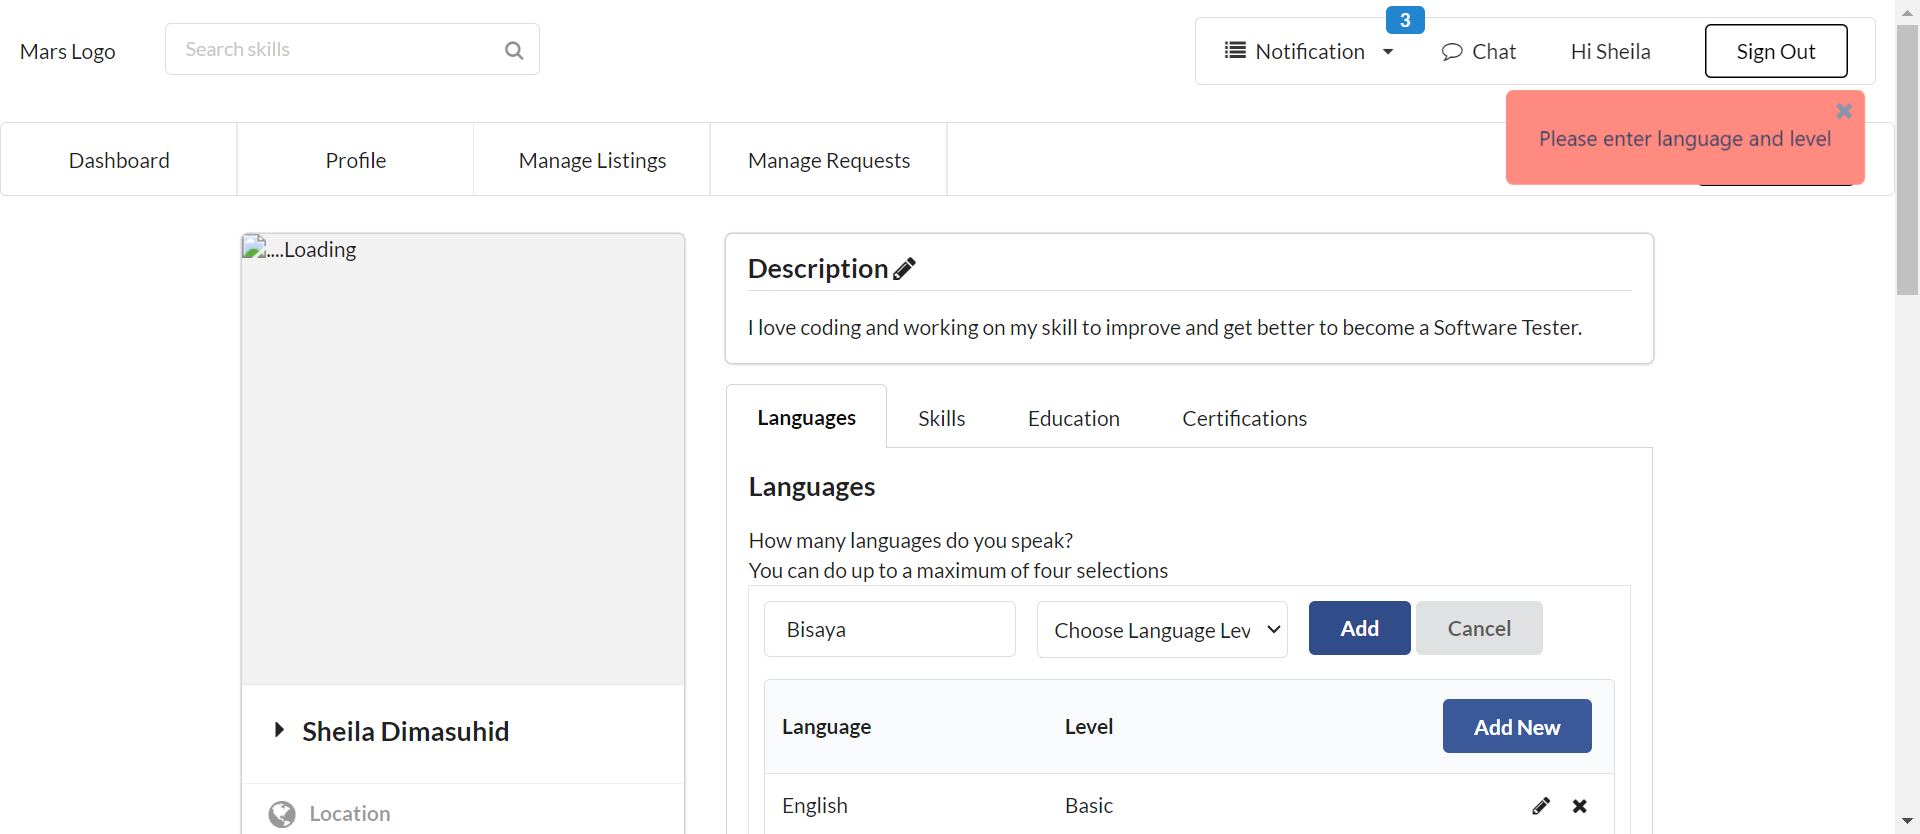 3
Mars Logo
Search skills
Notification
Chat
Hi Sheila
Sign Out
Please enter language and level
Dashboard
Profile
Manage Listings
Manage Requests
....Loading
Description
I love coding and working on my skill to improve and get better to become a Software Tester.
Languages
Skills
Education
Certifications
Languages
How many languages do you speak?
You can do up to a maximum of four selections
Bisaya
Choose Language Lev
Add
Cancel
Language
Level
Add New
English
Basic
Sheila Dimasuhid
Location